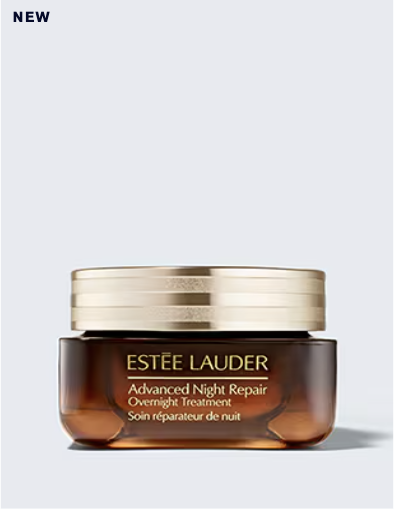 NEW
ESTĒE LAUDER
Advanced Night Repair
Overnight Treatment
Soin réparateur de nuit